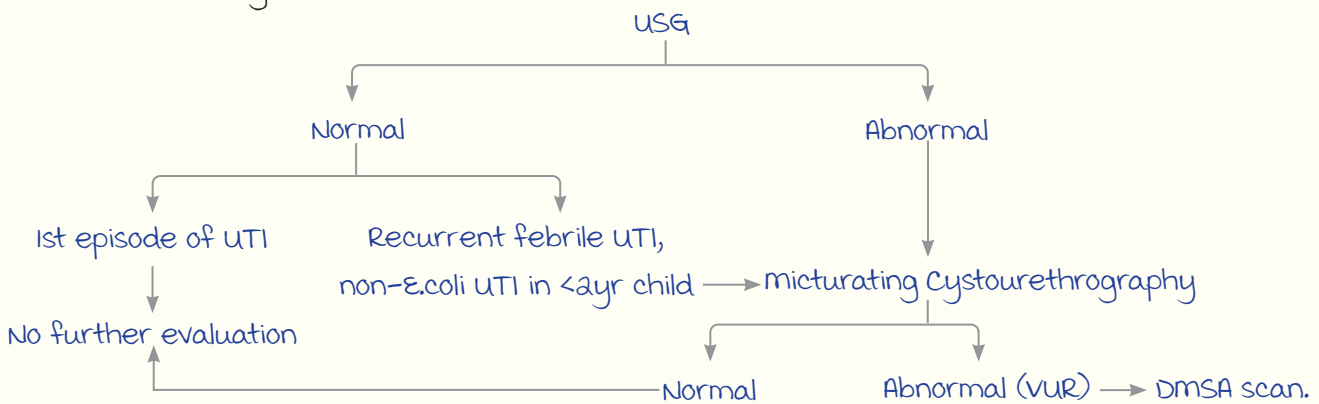 USG
Normal
Abnormal
1st episode of UTI
Recurrent febrile UTI,
non-E.coli UTI in <2yr child
micturating Cystourethrography
No further evaluation
Normal
Abnormal (VUR)
DMSA scan.